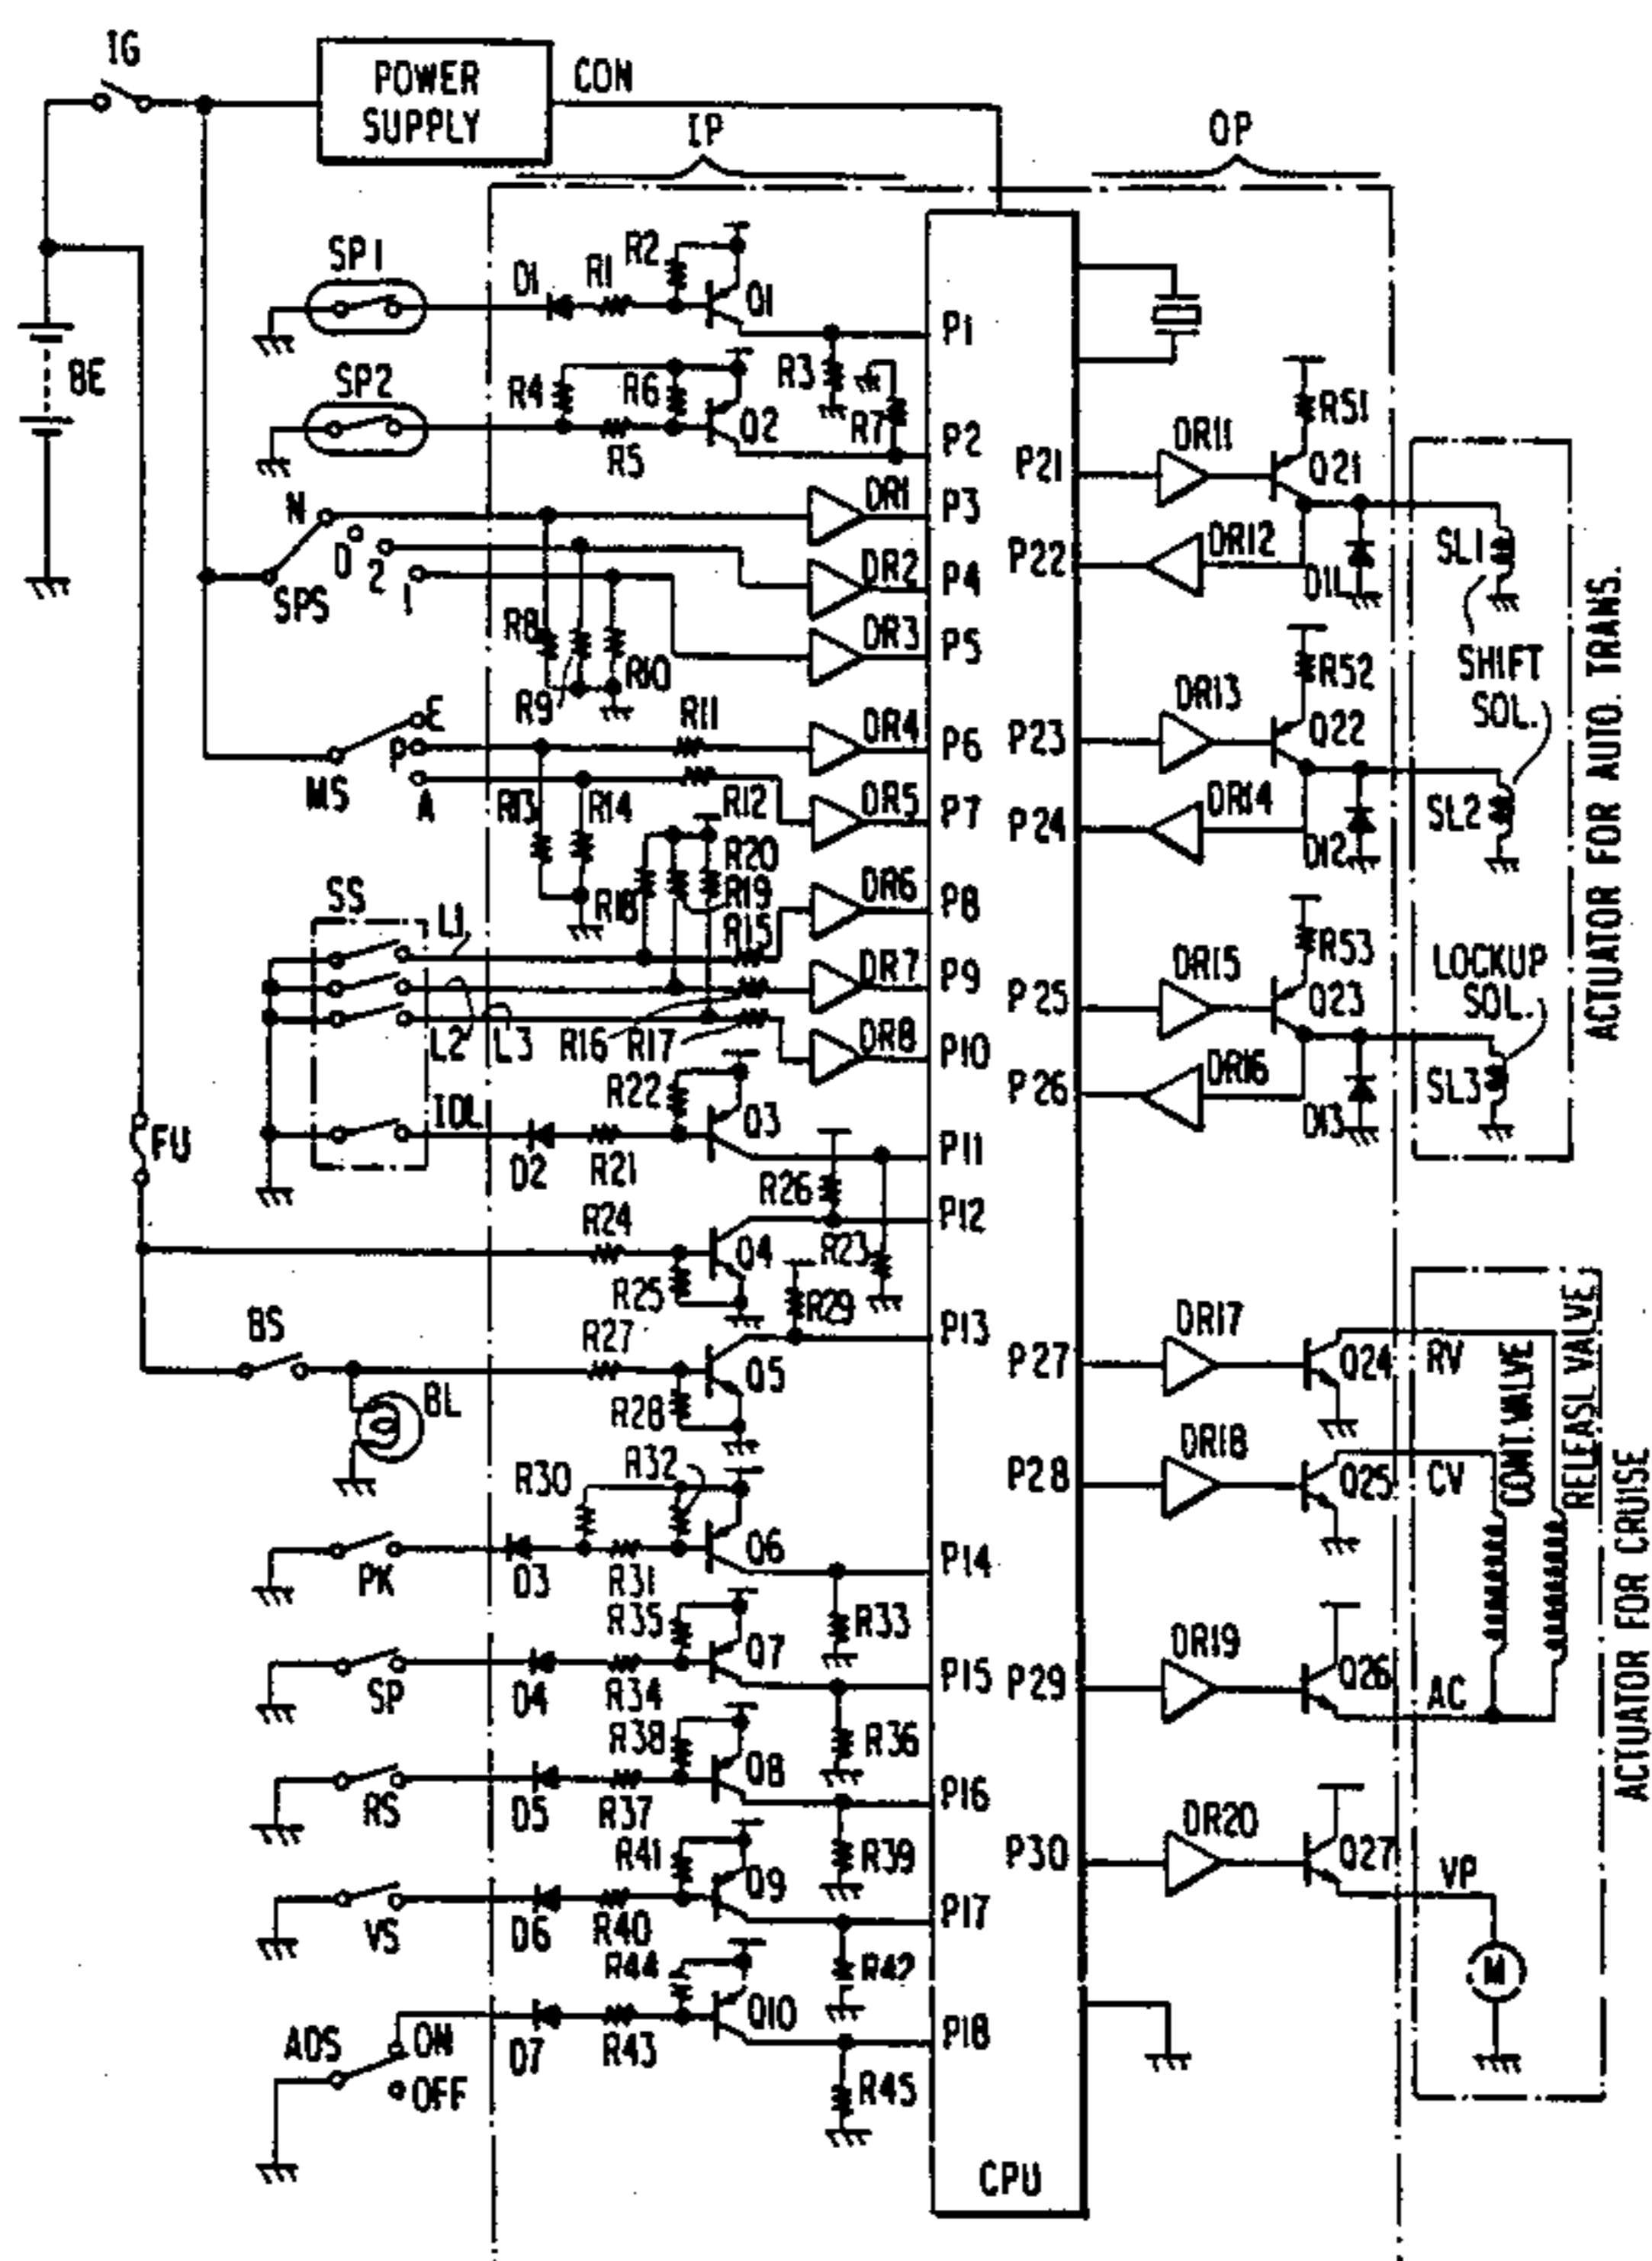 IG
POWER
SUPPLY
CON
IP
OP
SP1
D1
R1
R2
Q1
P1
BE
SP2
R4
R6
R5
Q2
R3
R7
P2
P21
DR11
R51
Q21
N
D
2
1
SPS
DR1
P3
DR2
P4
DR3
P5
P22
DR12
D11
SL1
SHIFT
SOL.
R8
R9
R10
E
P
A
MS
R11
R12
R13
R14
DR4
P6
DR5
P7
P23
DR13
R52
Q22
P24
DR14
D12
SL2
ACTUATOR FOR AUTO. TRANS.
SS
L1
L2
L3
R18
R20
R19
R15
R16
R17
DR6
P8
DR7
P9
DR8
P10
P25
DR15
R53
Q23
LOCKUP
SOL.
P26
DR16
D13
SL3
FU
IDL
D2
R21
R22
Q3
P11
R26
P12
R24
R25
Q4
R23
R29
P13
BS
BL
R27
R28
Q5
P27
DR17
Q24
RV
P28
DR18
Q25
CV
CONT. VALVE
RELEASL VALVE
R30
R32
PK
D3
R31
Q6
P14
R33
SP
D4
R34
R35
Q7
P15
R36
P29
DR19
Q26
AC
ACTUATOR FOR CRUISE
RS
D5
R37
R38
Q8
P16
R39
P30
DR20
Q27
VP
M
VS
D6
R40
R41
Q9
P17
R42
ADS
ON
OFF
D7
R43
R44
Q10
P18
R45
CPU